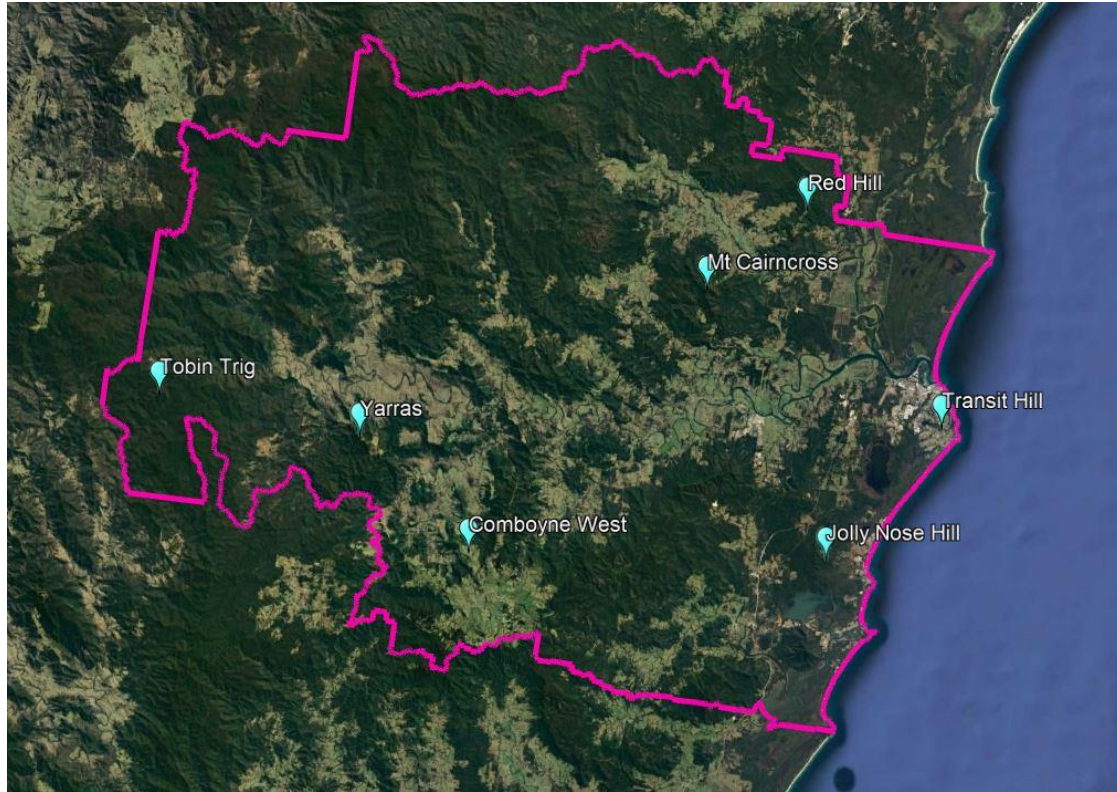 Red Hill
Mt Cairncross
Tobin Trig
Yarras
Transit Hill
Comboyne West
Jolly Nose Hill